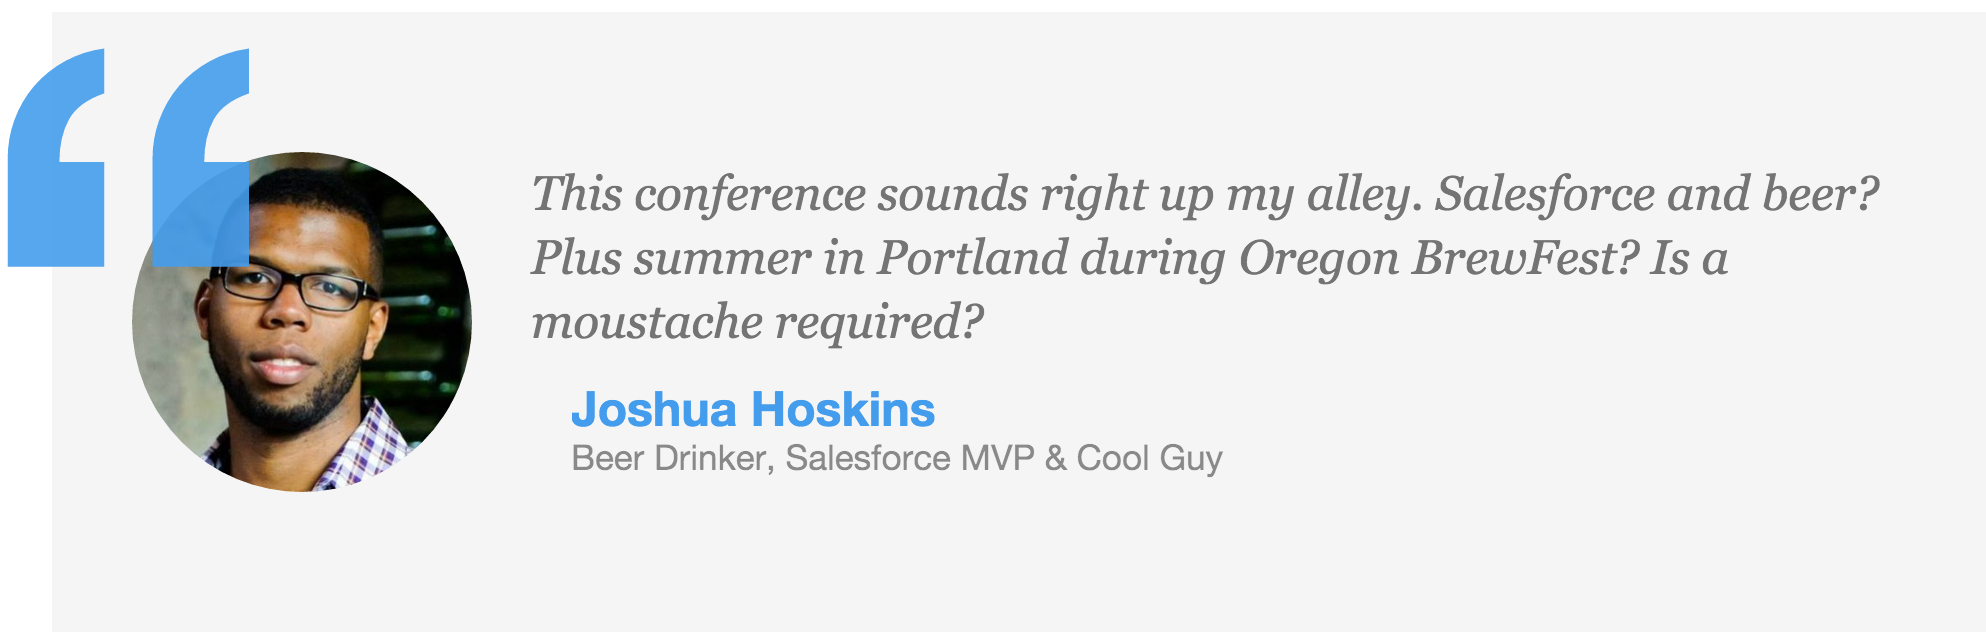 This conference sounds right up my alley. Salesforce and beer?
Plus summer in Portland during Oregon BrewFest? Is a
moustache required?
Joshua Hoskins
Beer Drinker, Salesforce MVP & Cool Guy